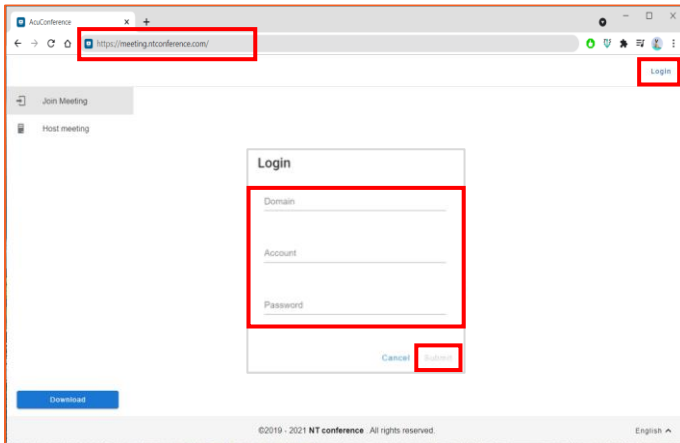 AcuConference
https://meeting.ntconference.com/
Login
Join Meeting
Host meeting
Login
Domain
Account
Password
Cancel Submit
Download
©2019 - 2021 NT conference . All rights reserved.
English